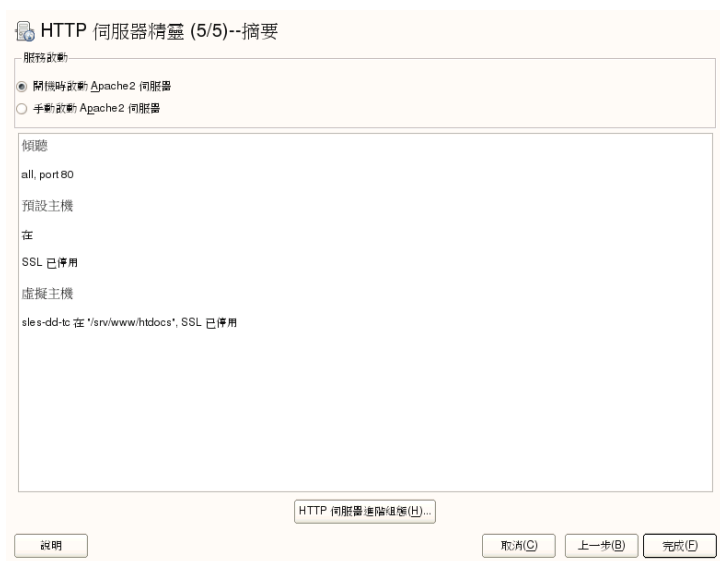 HTTP 伺服器精靈 (5/5)--摘要
服務啟動
開機時啟動 Apache2 伺服器
手動啟動 Apache2 伺服器
傾聽
all, port 80
預設主機
在
SSL 已停用
虛擬主機
sles-dd-tc 在 "/srv/www/htdocs", SSL 已停用
HTTP 伺服器進階組態(H)...
說明
取消(C)
上一步(B)
完成(F)